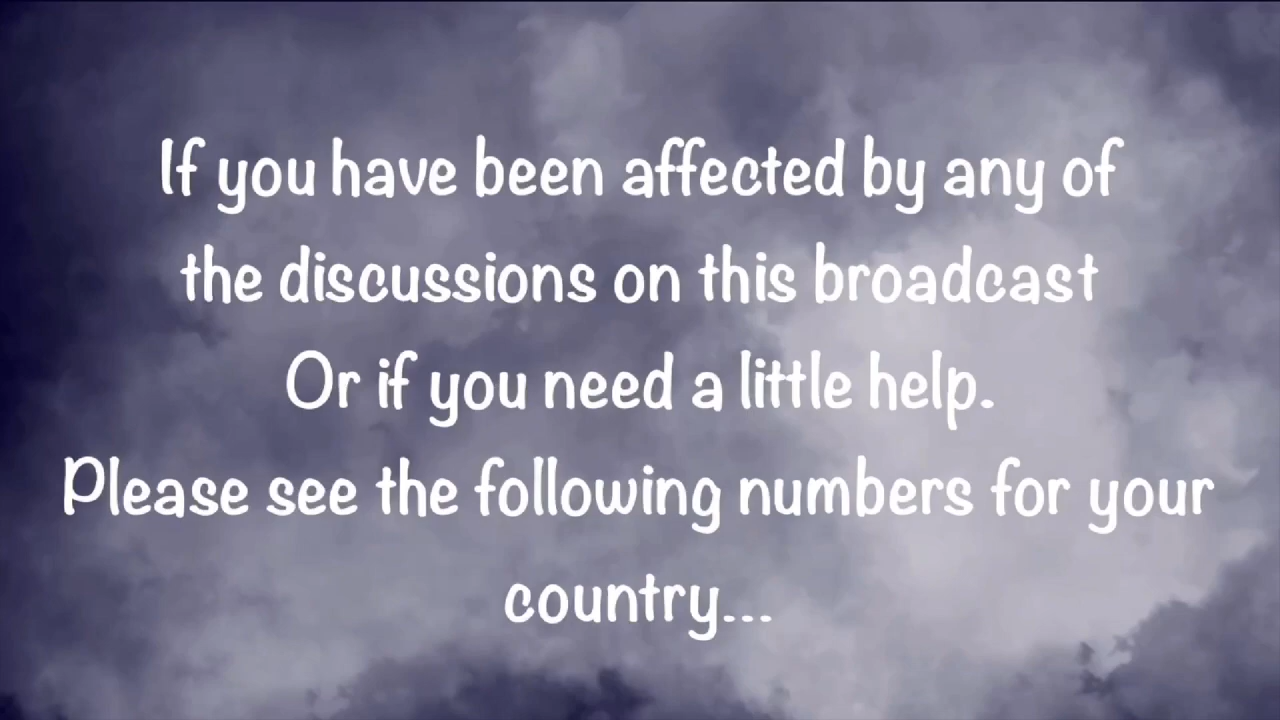 If you have been affected by any of
the discussions on this broadcast
Or if you need a little help.
Please see the following numbers for your
country...